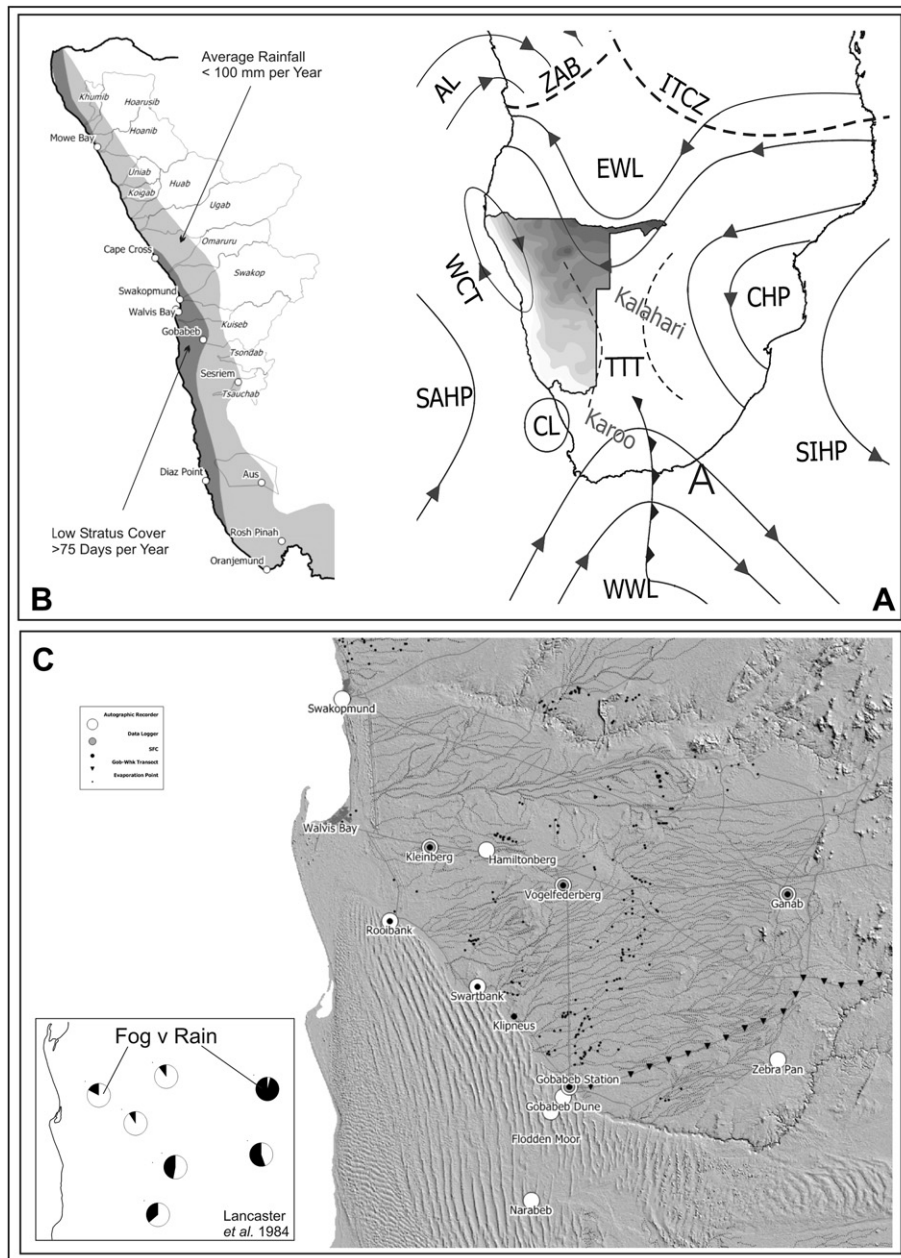 Average Rainfall
< 100 mm per Year
Khumib
Hoarusib
Hoanib
Mowe Bay
Uniab
Huab
Koigab
Ugab
Omaruru
Cape Cross
Swakop
Swakopmund
Walvis Bay
Kuiseb
Gobabeb
Tsondab
Sesriem
Tsauchab
Diaz Point
Aus
Low Stratus Cover
>75 Days per Year
Rosh Pinah
Oranjemund
B
AL
ZAB
ITCZ
EWL
WCT
Kalahari
CHP
TTT
SAHP
CL
Karoo
SIHP
A
WWL
A
C
Autographic Recorder
Data Logger
SFC
Gob-Whk Transect
Evaporation Point
Swakopmund
Walvis Bay
Kleinberg
Hamiltonberg
Vogelfederberg
Ganab
Rooibank
Swartbank
Klipneus
Gobabeb Station
Zebra Pan
Gobabeb Dune
Flodden Moor
Narabeb
Fog v Rain
Lancaster
et al. 1984